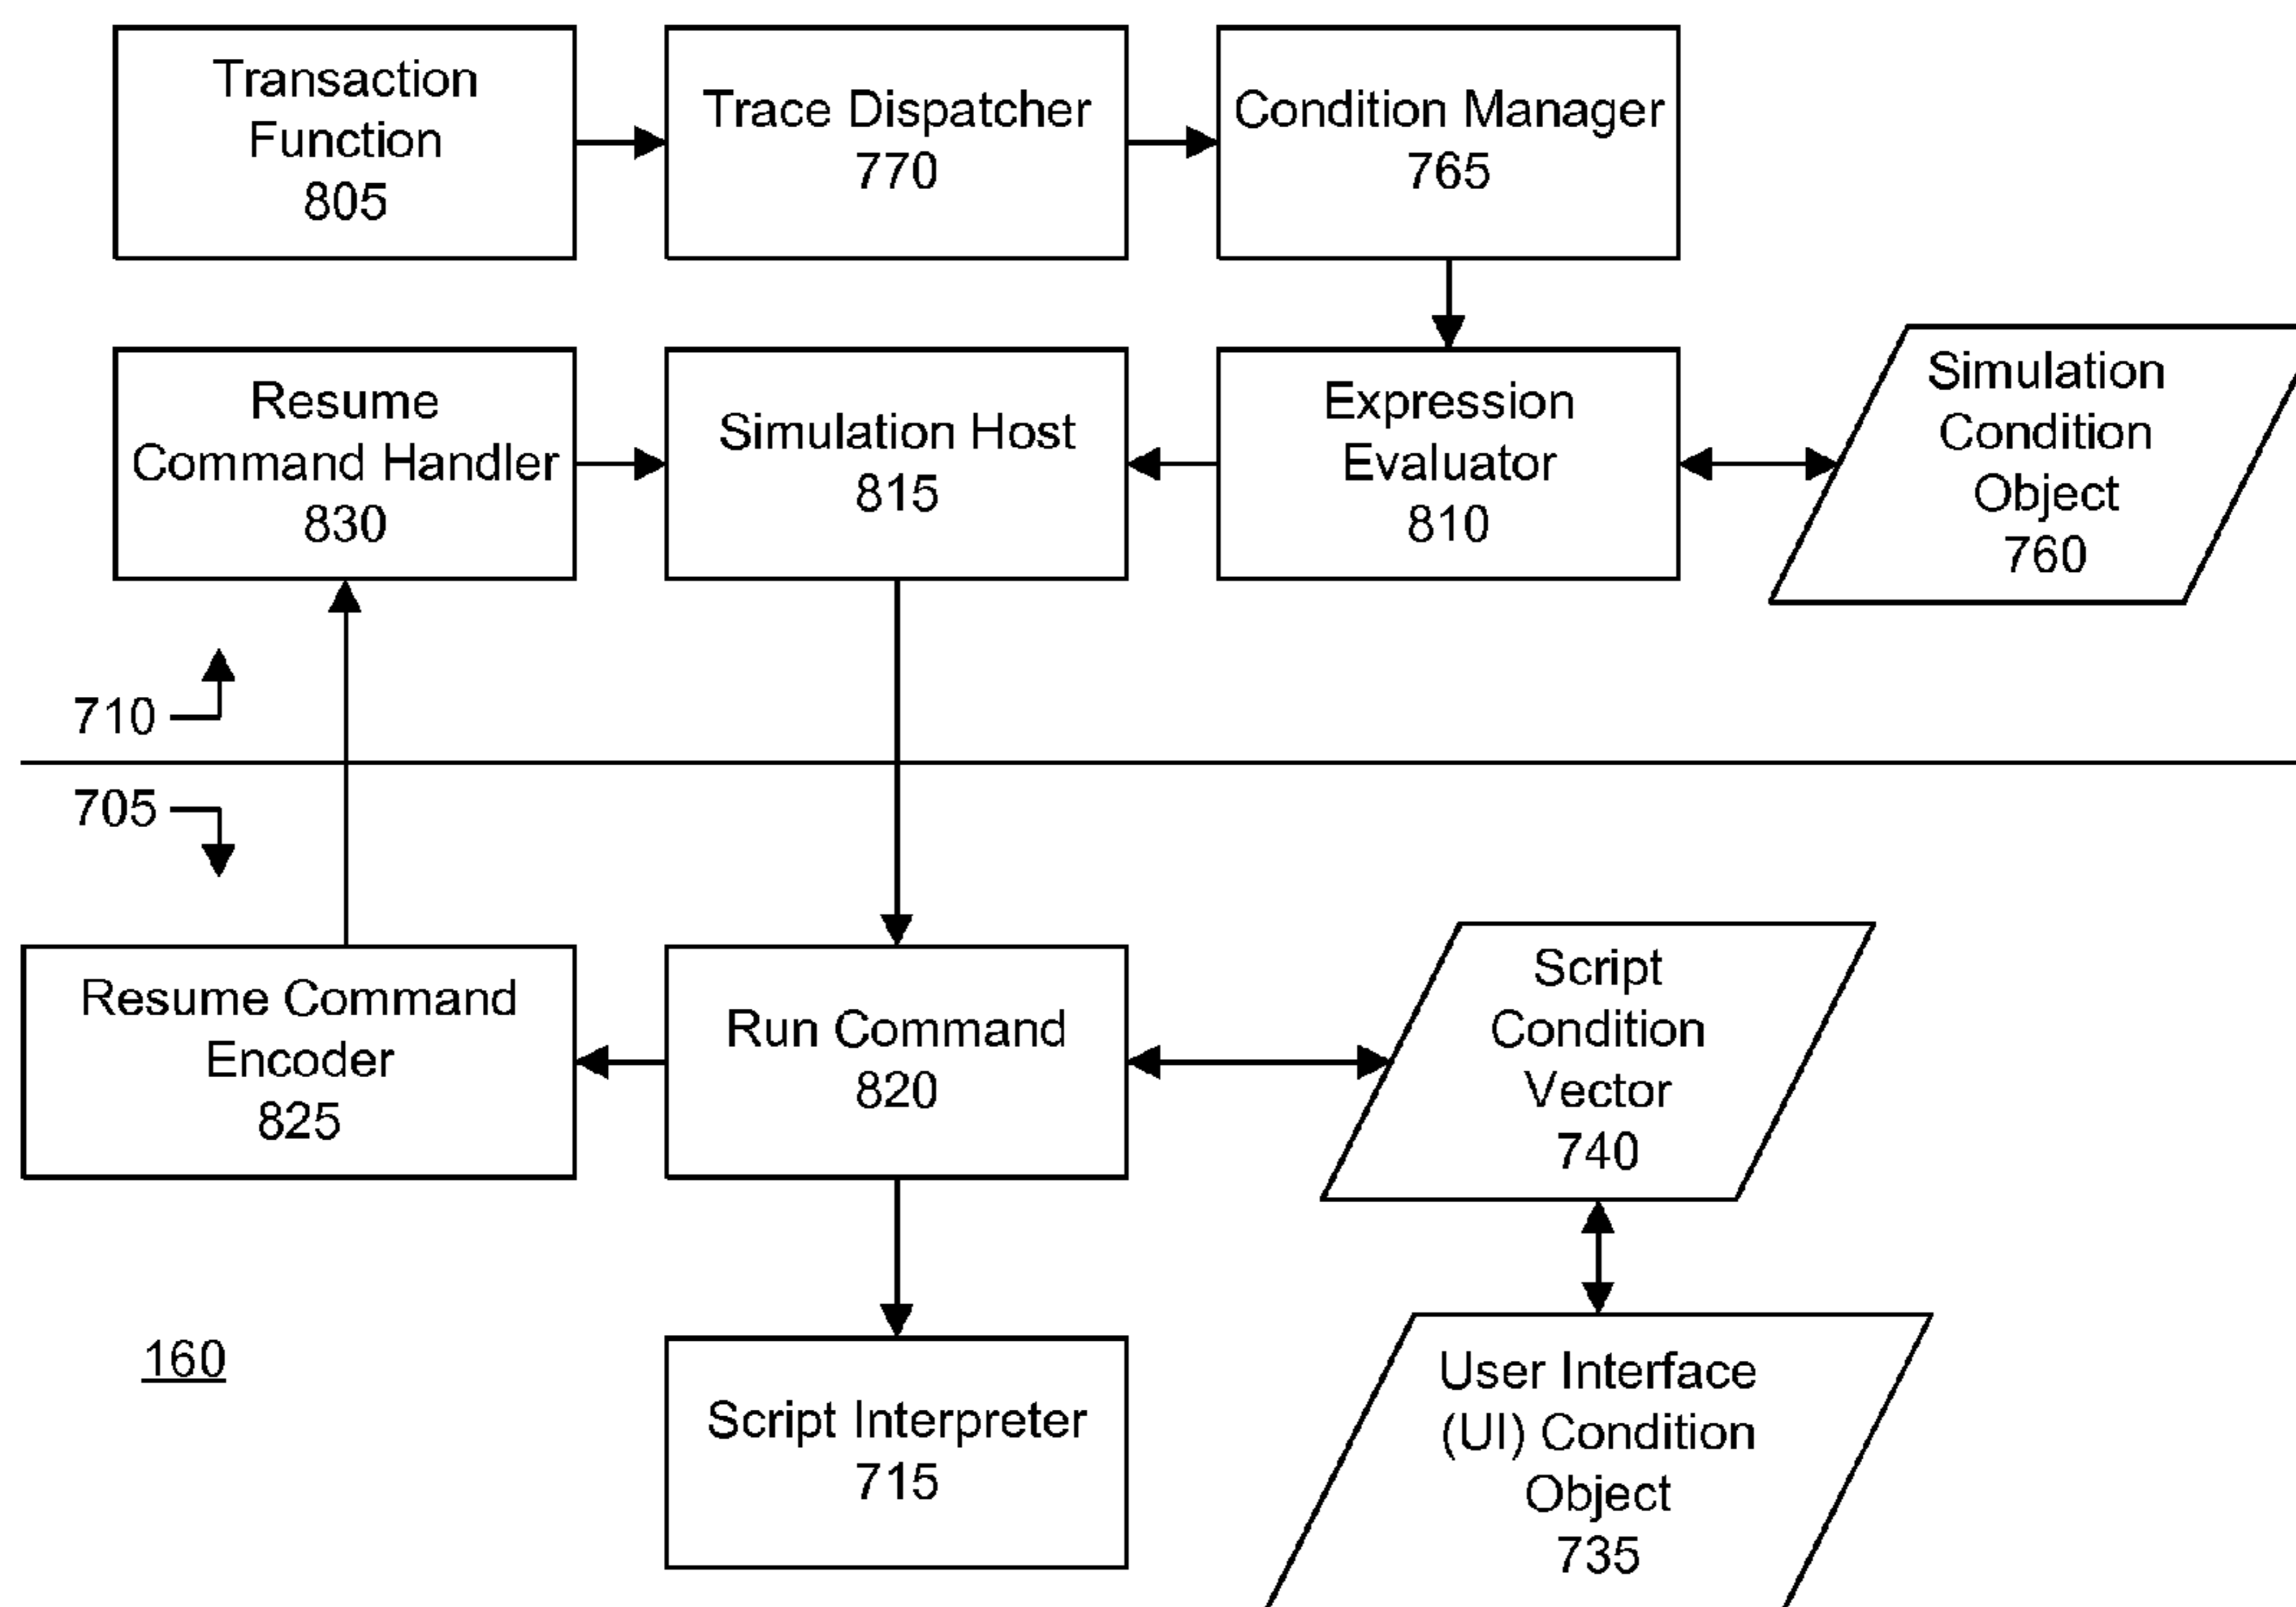 Transaction
Function
805
Trace Dispatcher
770
Condition Manager
765
Resume
Command Handler
830
Simulation Host
815
Expression
Evaluator
810
Simulation
Condition
Object
760
710
705
Resume Command
Encoder
825
Run Command
820
Script
Condition
Vector
740
160
Script Interpreter
715
User Interface
(UI) Condition
Object
735